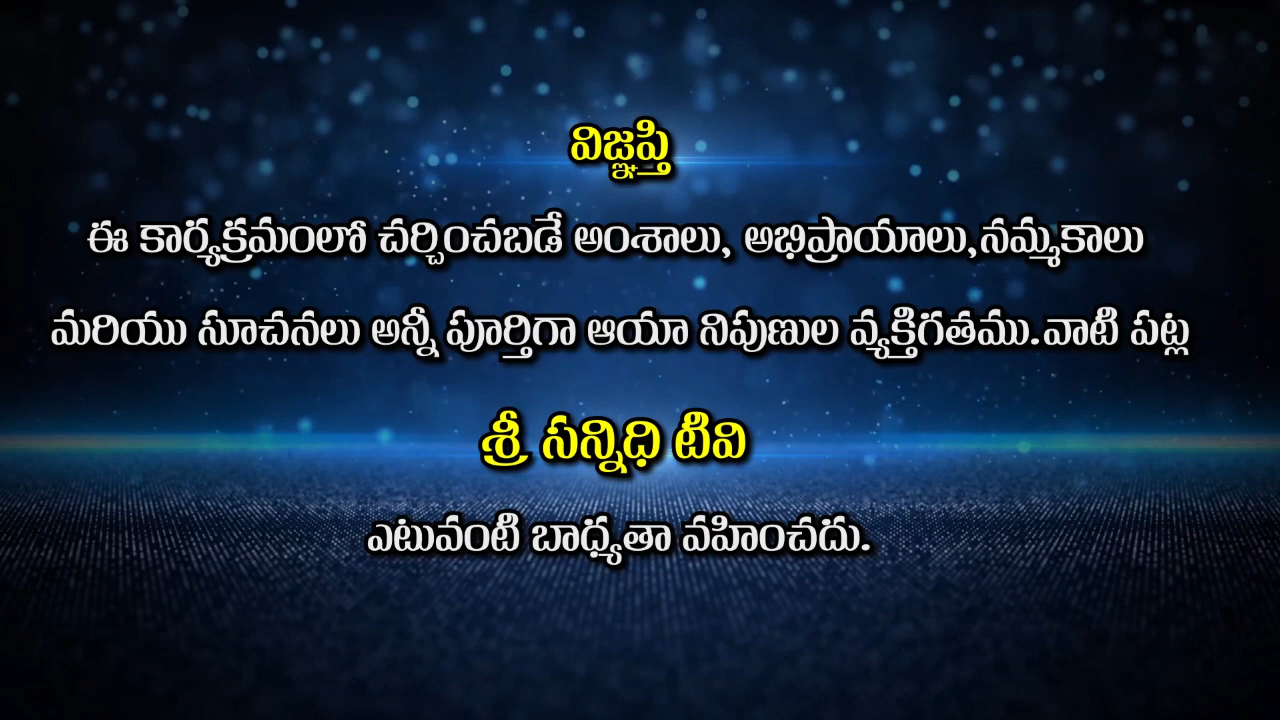 విజ్ఞప్తి
ఈ కార్యక్రమంలో చర్చించబడే అంశాలు, అభిప్రాయాలు,నమ్మకాలు
మరియు సూచనలు అన్నీ పూర్తిగా ఆయా నిపుణుల వ్యక్తిగతము.వాటి పట్ల
శ్రీ సన్నిధి టివి
ఎటువంటి బాధ్యతా వహించదు.